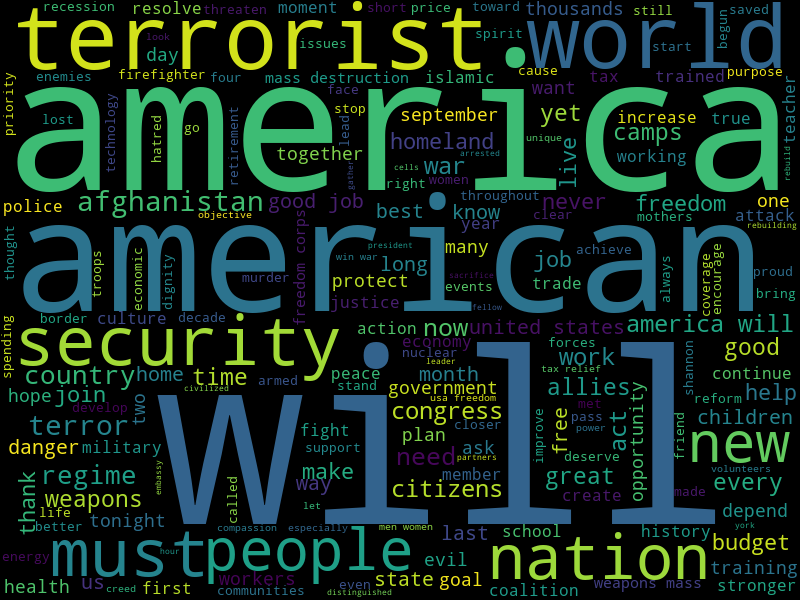 recession resolve threaten moment short price toward thousands still saved
terrorist world
look issues spirit begun start
day enemies firefighter four mass destruction islamic cause want tax trained purpose
america
priority lost technology hatred go retirement face stop lead september yet increase true teacher
together homeland unique camps working
gather cells arrested war live rebuild
right women
police afghanistan good job best throughout know never freedom one
objective year clear mothers attack rebuilding
american
thought troops economic dignity murder freedom corps win war president many long protect events sacrifice job trade achieve always coverage encourage proud bring
justice fellow
border culture decade action now united states america will
spending security economy forces good
nuclear leader work shannon
country home time armed peace month tax relief continue
civilized stand government usa freedom allies
will
hope join two congress closer met pass act opportunity reform help
develop free power friend children
terror fight plan improve
danger military support ask deserve new
regime make need member great volunteers
thank weapons way citizens partners create made every
embassy called let
life better tonight compassion especially men women last school history depend york
must people nation budget
energy hour evil training
health us workers state goal weapons mass stronger
creed first communities even distinguished coalition